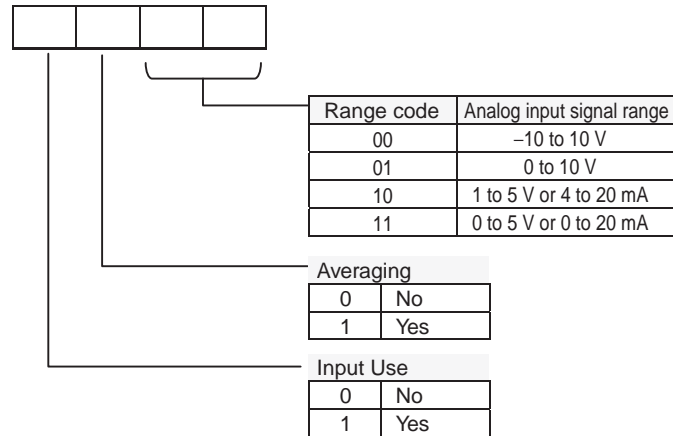 Range code Analog input signal range
00 −10 to 10 V
01 0 to 10 V
10 1 to 5 V or 4 to 20 mA
11 0 to 5 V or 0 to 20 mA
Averaging
0 No
1 Yes
Input Use
0 No
1 Yes